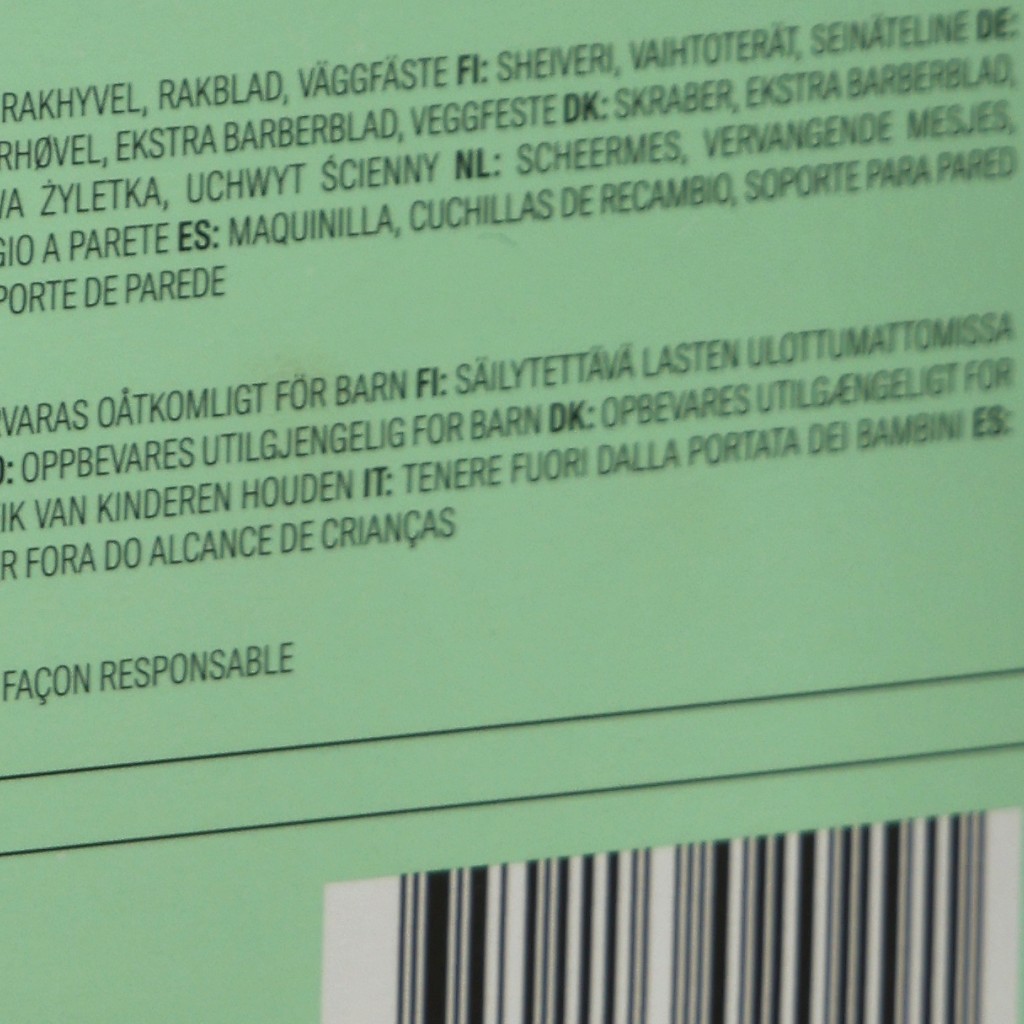 RAKHYVEL, RAKBLAD, VÄGGFÄSTE FI: SHEIVERI, VAIHTOTERÄT, SEINÄTELINE DE:
RHØVEL, EKSTRA BARBERBLAD, VEGGFESTE DK: SKRABER, EKSTRA BARBERBLAD,
VA ŻYLETKA, UCHWYT ŚCIENNY NL: SCHEERMES, VERVANGENDE MESJES,
GIO A PARETE ES: MAQUINILLA, CUCHILLAS DE RECAMBIO, SOPORTE PARA PARED
PORTE DE PAREDE
VARAS OÅTKOMLIGT FÖR BARN FI: SÄILYTETTÄVÄ LASTEN ULOTTUMATTOMISSA
O: OPPBEVARES UTILGJENGELIG FOR BARN DK: OPBEVARES UTILGÆNGELIGT FOR
IK VAN KINDEREN HOUDEN IT: TENERE FUORI DALLA PORTATA DEI BAMBINI ES:
R FORA DO ALCANCE DE CRIANÇAS
FAÇON RESPONSABLE